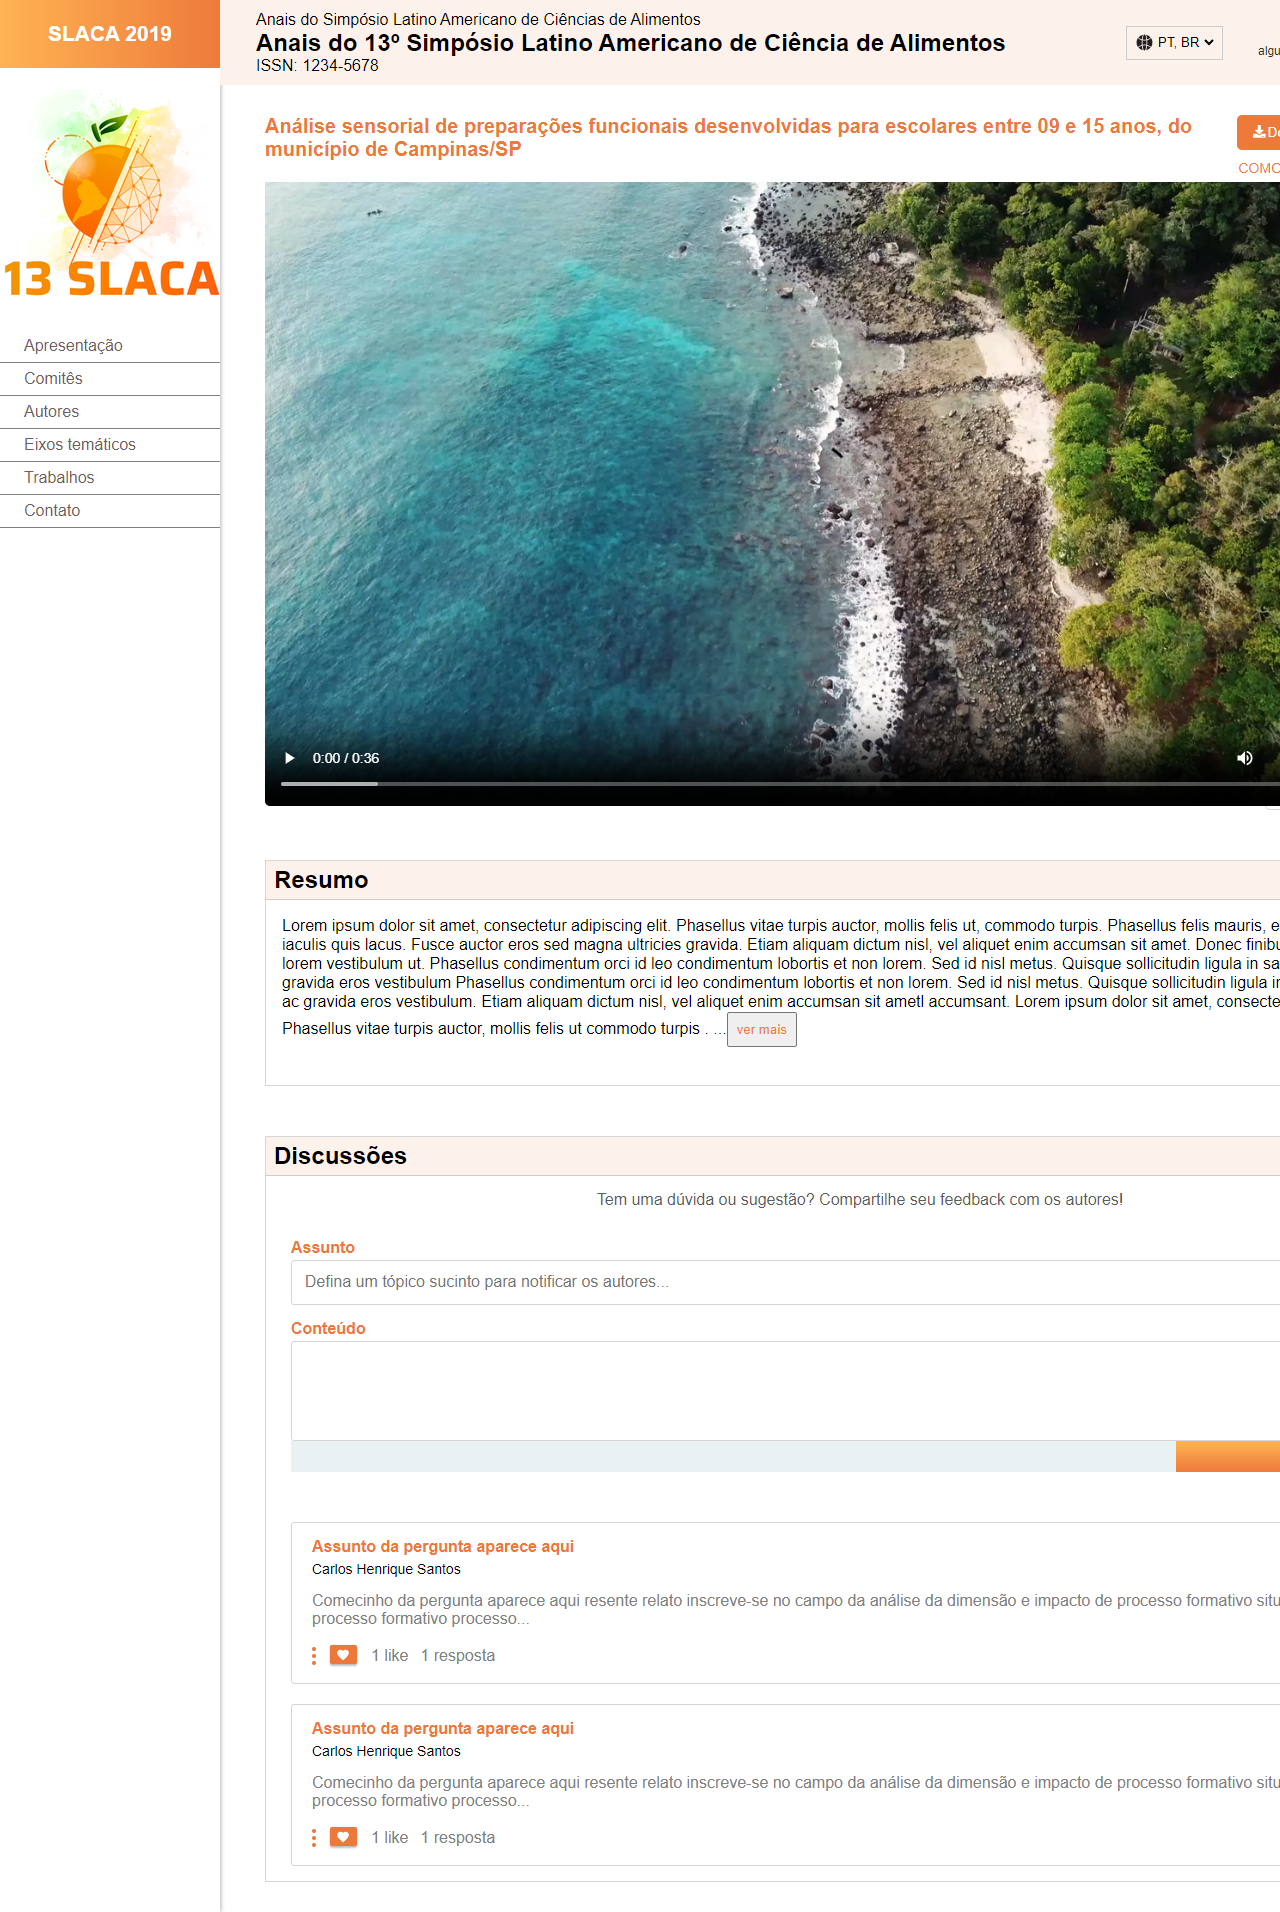 SLACA 2019
Anais do Simpósio Latino Americano de Ciências de Alimentos
Anais do 13º Simpósio Latino Americano de Ciência de Alimentos
ISSN: 1234-5678
PT, BR
13 SLACA
Apresentação
Comitês
Autores
Eixos temáticos
Trabalhos
Contato
Análise sensorial de preparações funcionais desenvolvidas para escolares entre 09 e 15 anos, do
município de Campinas/SP
0:00 / 0:36
Resumo
Lorem ipsum dolor sit amet, consectetur adipiscing elit. Phasellus vitae turpis auctor, mollis felis ut, commodo turpis. Phasellus felis mauris,
iaculis quis lacus. Fusce auctor eros sed magna ultricies gravida. Etiam aliquam dictum nisl, vel aliquet enim accumsan sit amet. Donec
lorem vestibulum ut. Phasellus condimentum orci id leo condimentum lobortis et non lorem. Sed id nisl metus. Quisque sollicitudin ligula in
gravida eros vestibulum Phasellus condimentum orci id leo condimentum lobortis et non lorem. Sed id nisl metus. Quisque sollicitudin ligula
ac gravida eros vestibulum. Etiam aliquam dictum nisl, vel aliquet enim accumsan sit ametl accumsant. Lorem ipsum dolor sit amet,
Phasellus vitae turpis auctor, mollis felis ut commodo turpis . ... ver mais
Discussões
Tem uma dúvida ou sugestão? Compartilhe seu feedback com os autores!
Assunto
Defina um tópico sucinto para notificar os autores...
Conteúdo
Assunto da pergunta aparece aqui
Carlos Henrique Santos
Comecinho da pergunta aparece aqui resente relato inscreve-se no campo da análise da dimensão e impacto de processo formativo
processo formativo processo...
1 like 1 resposta
Assunto da pergunta aparece aqui
Carlos Henrique Santos
Comecinho da pergunta aparece aqui resente relato inscreve-se no campo da análise da dimensão e impacto de processo formativo
processo formativo processo...
1 like 1 resposta